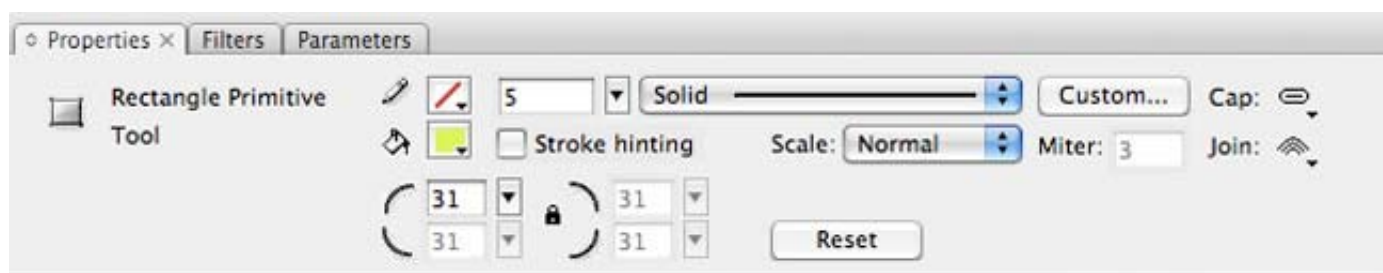 Properties Filters Parameters
Rectangle Primitive Tool
5 Solid Custom... Cap:
Stroke hinting Scale: Normal Miter: 3 Join:
31 31
31 31 Reset